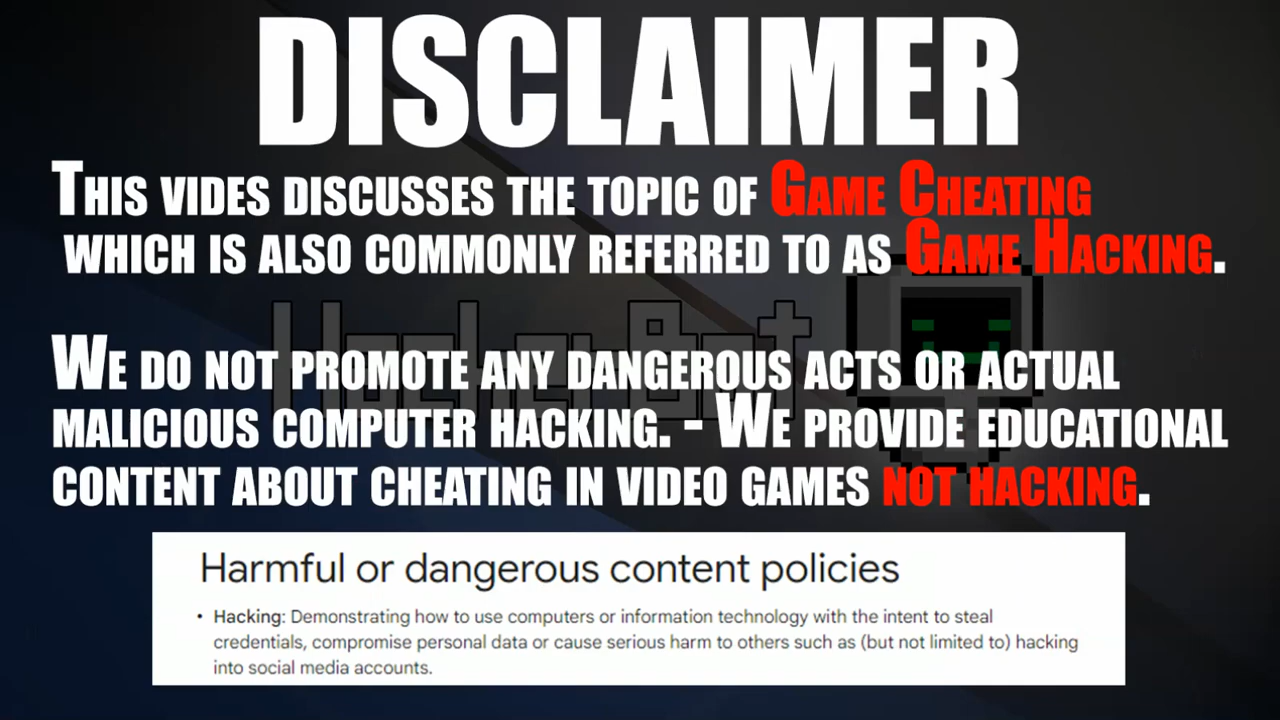 DISCLAIMER
THIS VIDES DISCUSSES THE TOPIC OF GAME CHEATING
WHICH IS ALSO COMMONLY REFERRED TO AS GAME HACKING.
Hacker Bot
WE DO NOT PROMOTE ANY DANGEROUS ACTS OR ACTUAL
MALICIOUS COMPUTER HACKING. - WE PROVIDE EDUCATIONAL
CONTENT ABOUT CHEATING IN VIDEO GAMES NOT HACKING.
Harmful or dangerous content policies
• Hacking: Demonstrating how to use computers or information technology with the intent to steal
credentials, compromise personal data or cause serious harm to others such as (but not limited to) hacking
into social media accounts.